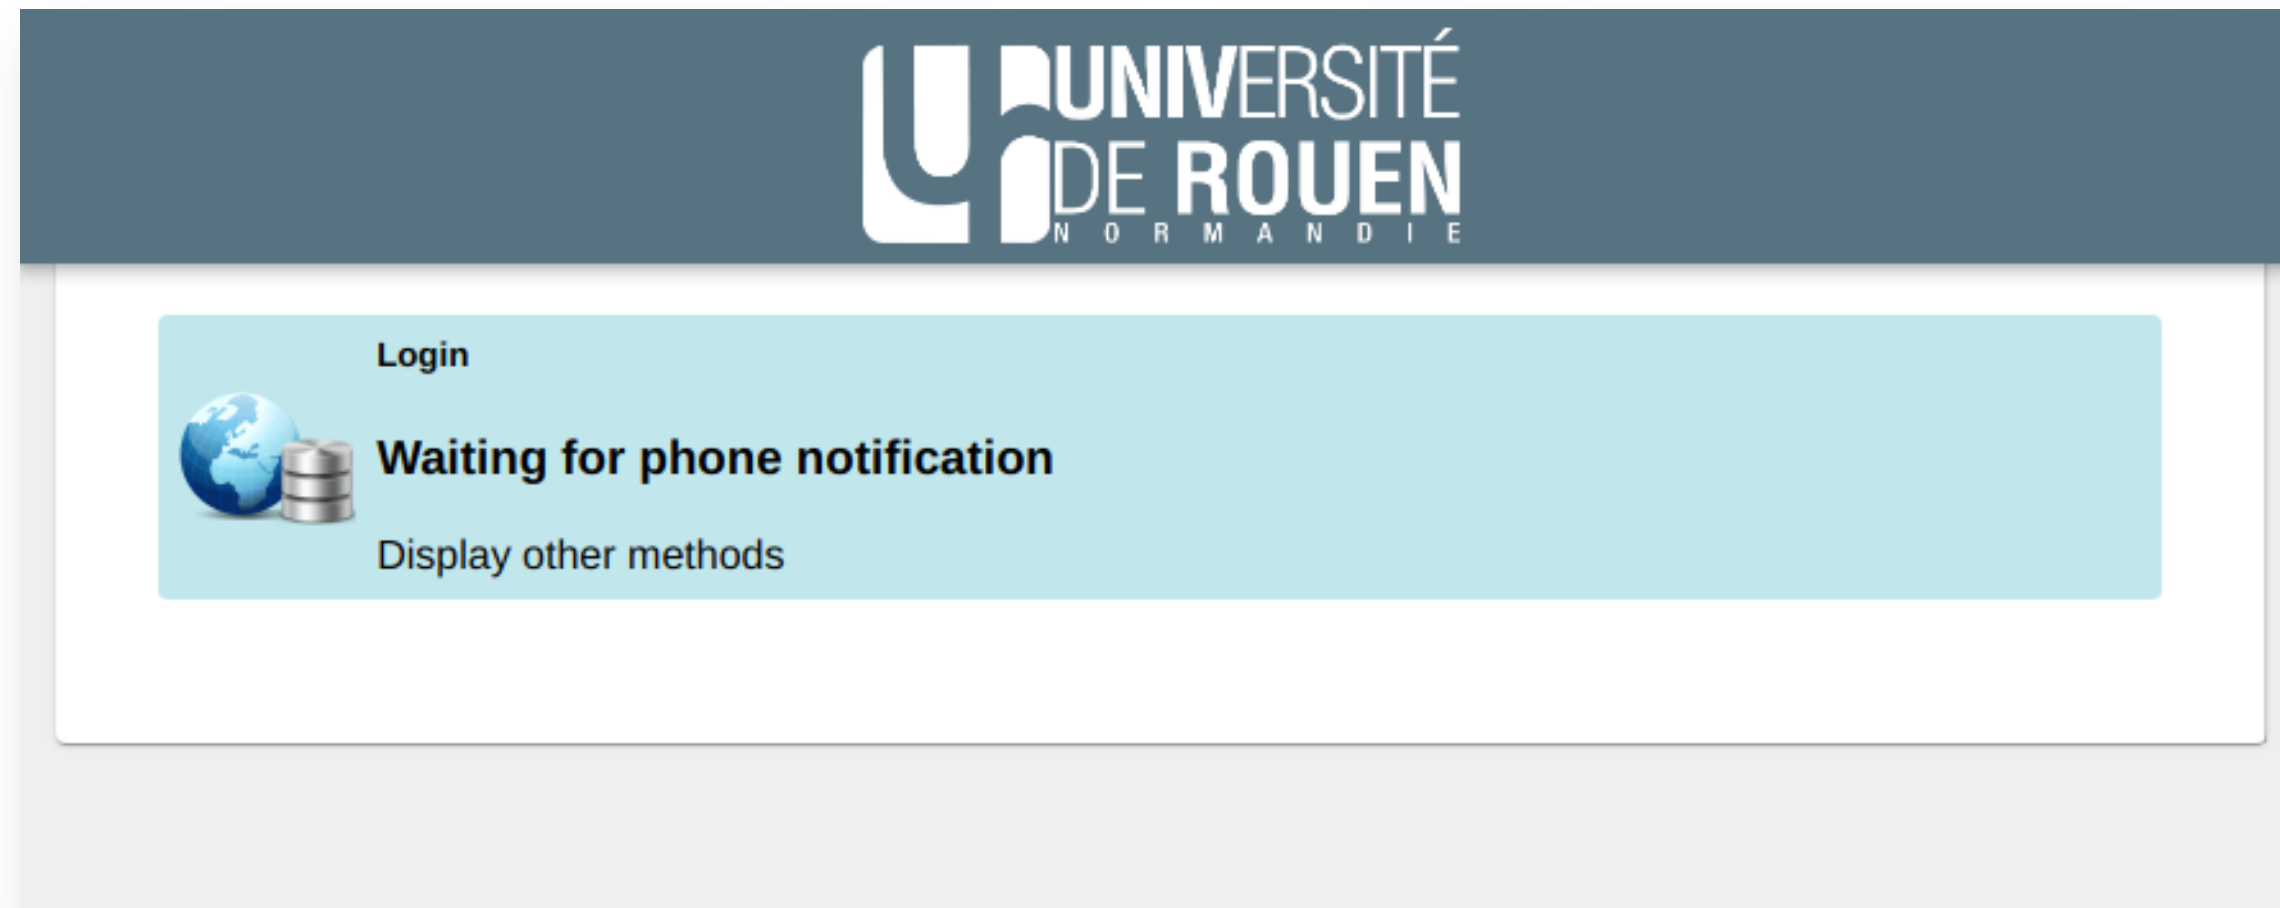 UNIVERSITÉ
DE ROUEN
NORMANDIE
Login
Waiting for phone notification
Display other methods